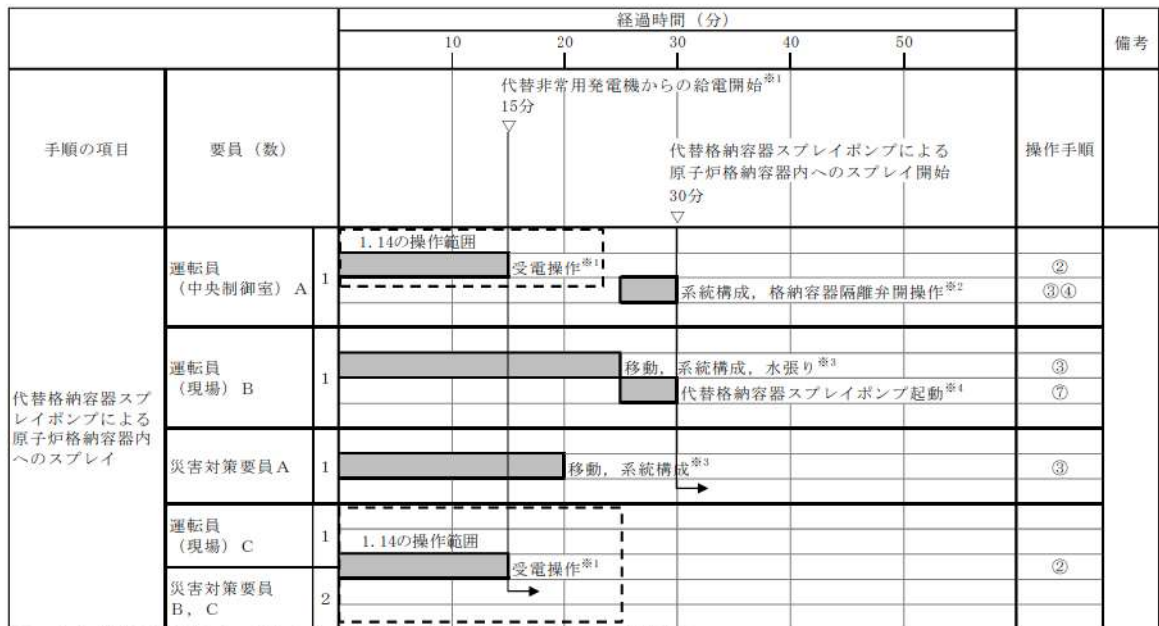 経過時間（分）
10 20 30 40 50
備考
手順の項目
要員（数）
操作手順
代替非常用発電機からの給電開始※1
15分
▽
代替格納容器スプレイポンプによる
原子炉格納容器内へのスプレイ開始
30分
▽
代替格納容器スプ
レイポンプによる
原子炉格納容器内
へのスプレイ
運転員
（中央制御室）A
1
1.14の操作範囲
受電操作※1
②
系統構成，格納容器隔離弁開操作※2
③④
運転員
（現場）B
1
移動，系統構成，水張り※3
③
代替格納容器スプレイポンプ起動※4
⑦
災害対策要員A
1
移動，系統構成※3
③
運転員
（現場）C
1
1.14の操作範囲
受電操作※1
②
災害対策要員
B，C
2